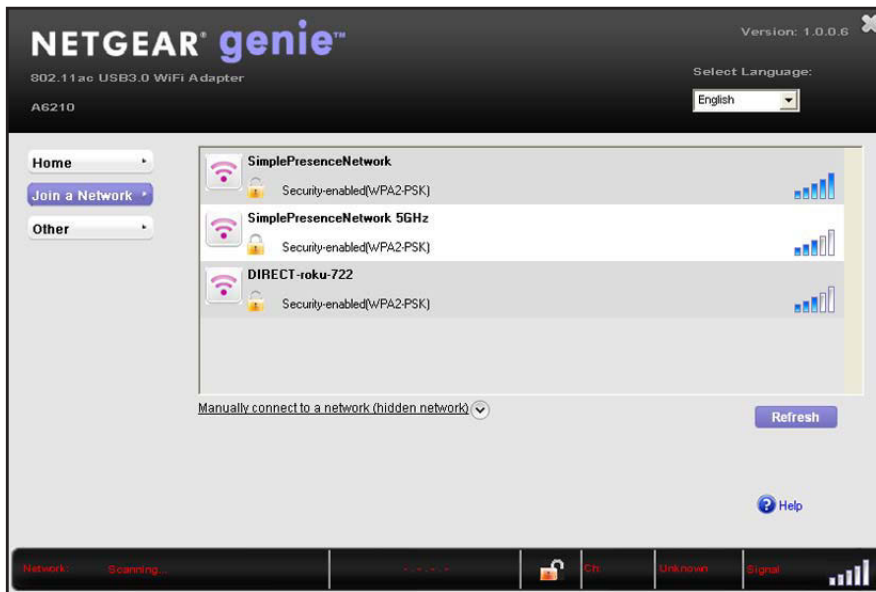 NETGEAR® genie™
Version: 1.0.0.6
802.11ac USB3.0 WiFi Adapter
Select Language:
A6210
English
Home
Join a Network
Other
SimplePresenceNetwork
Security-enabled(WPA2-PSK)
SimplePresenceNetwork 5GHz
Security-enabled(WPA2-PSK)
DIRECT-roku-722
Security-enabled(WPA2-PSK)
Manually connect to a network (hidden network)
Refresh
Help
Network: Scanning... -.-.-.- Ch: Unknown Signal